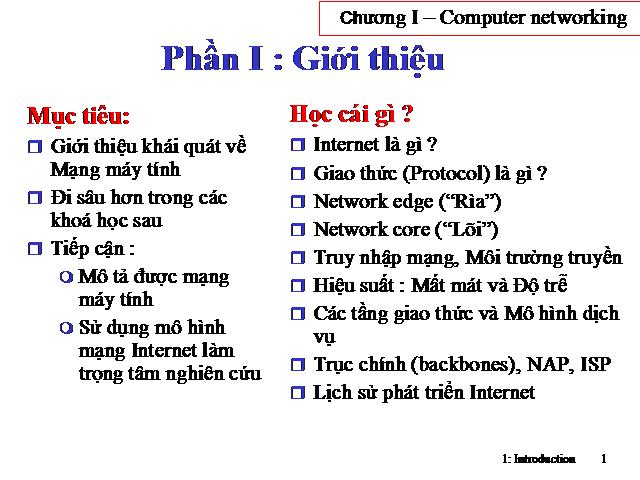 Chương I – Computer networking
Phần I : Giới thiệu
Mục tiêu:
Giới thiệu khái quát về
Mạng máy tính
Đi sâu hơn trong các
khoá học sau
Tiếp cận :
Mô tả được mạng
máy tính
Sử dụng mô hình
mạng Internet làm
trọng tâm nghiên cứu
Học cái gì ?
Internet là gì ?
Giao thức (Protocol) là gì ?
Network edge (“Rìa”)
Network core (“Lõi”)
Truy nhập mạng, Môi trường truyền
Hiệu suất : Mất mát và Độ trễ
Các tầng giao thức và Mô hình dịch
vụ
Trục chính (backbones), NAP, ISP
Lịch sử phát triển Internet
1: Introduction 1